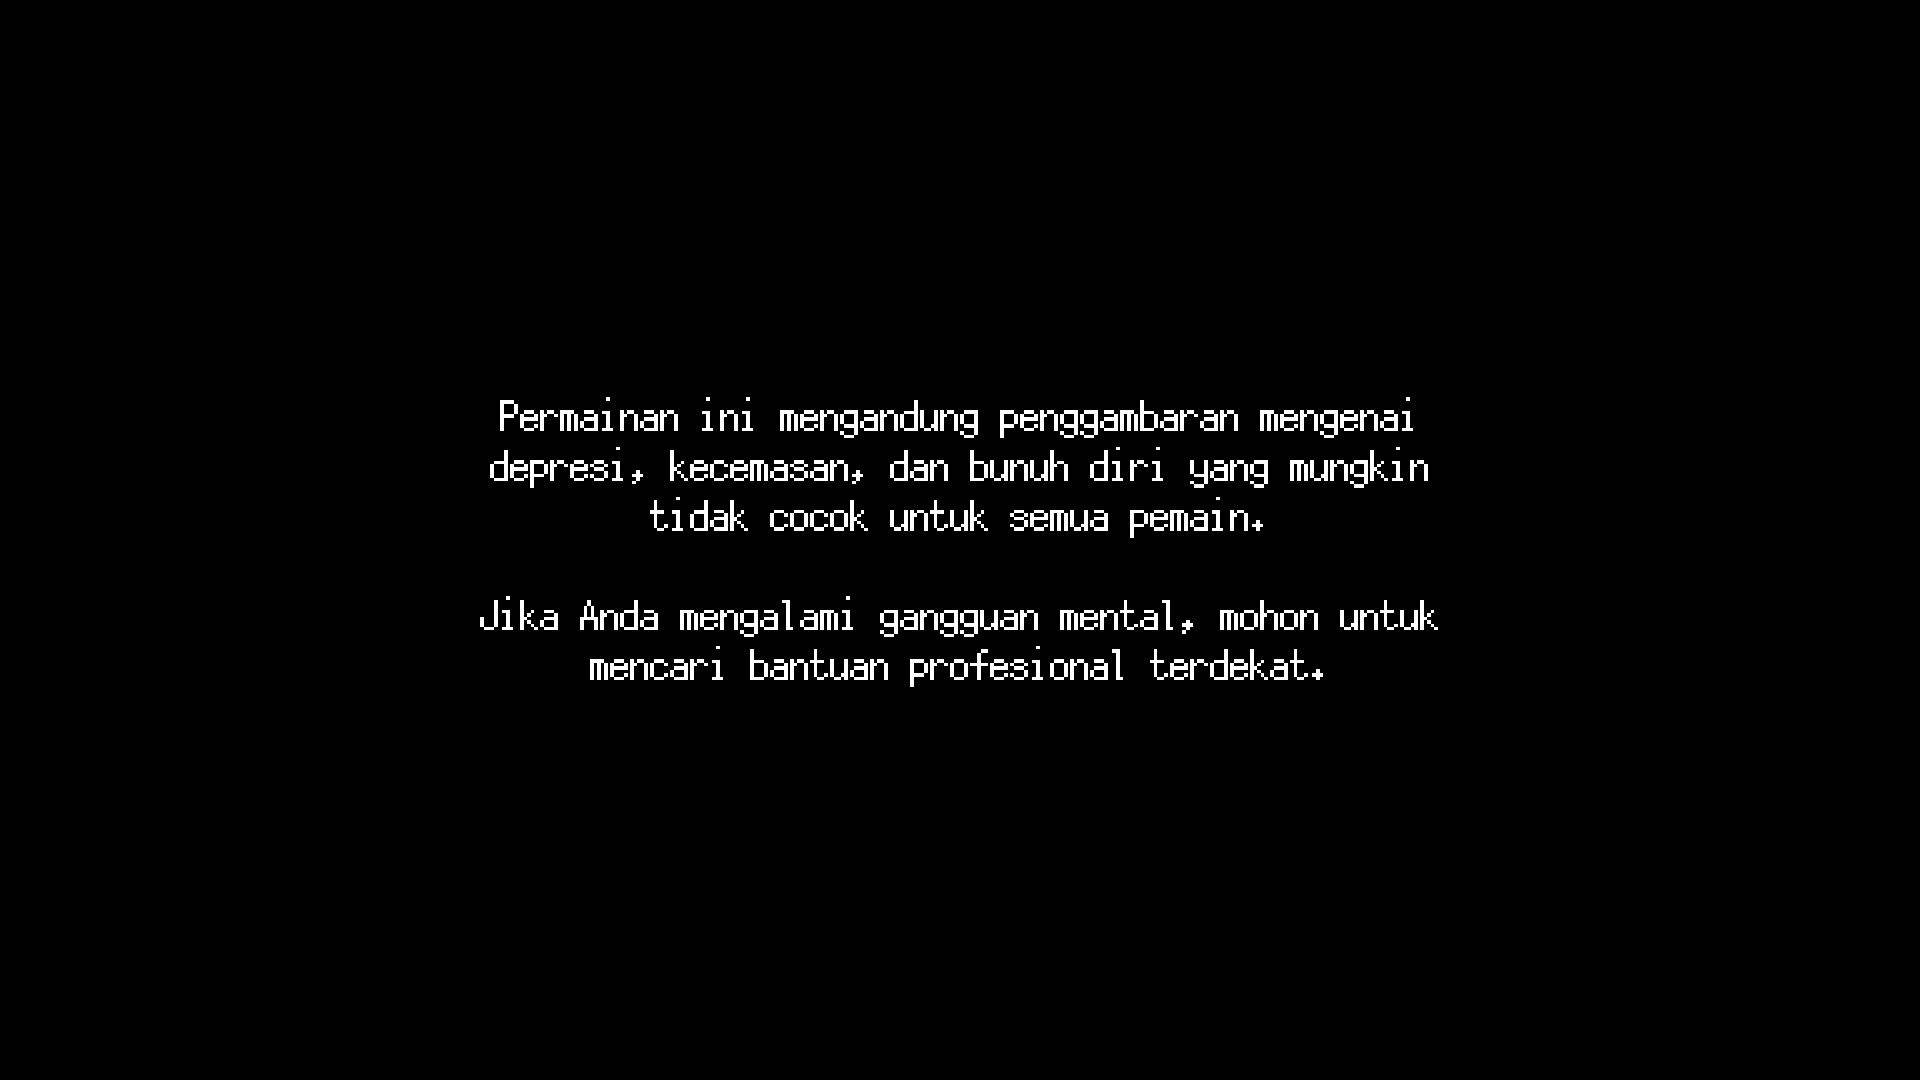 Permainan ini mengandung penggambaran mengenai
depresi, kecemasan, dan bunuh diri yang mungkin
tidak cocok untuk semua pemain.
Jika Anda mengalami gangguan mental, mohon untuk
mencari bantuan profesional terdekat.